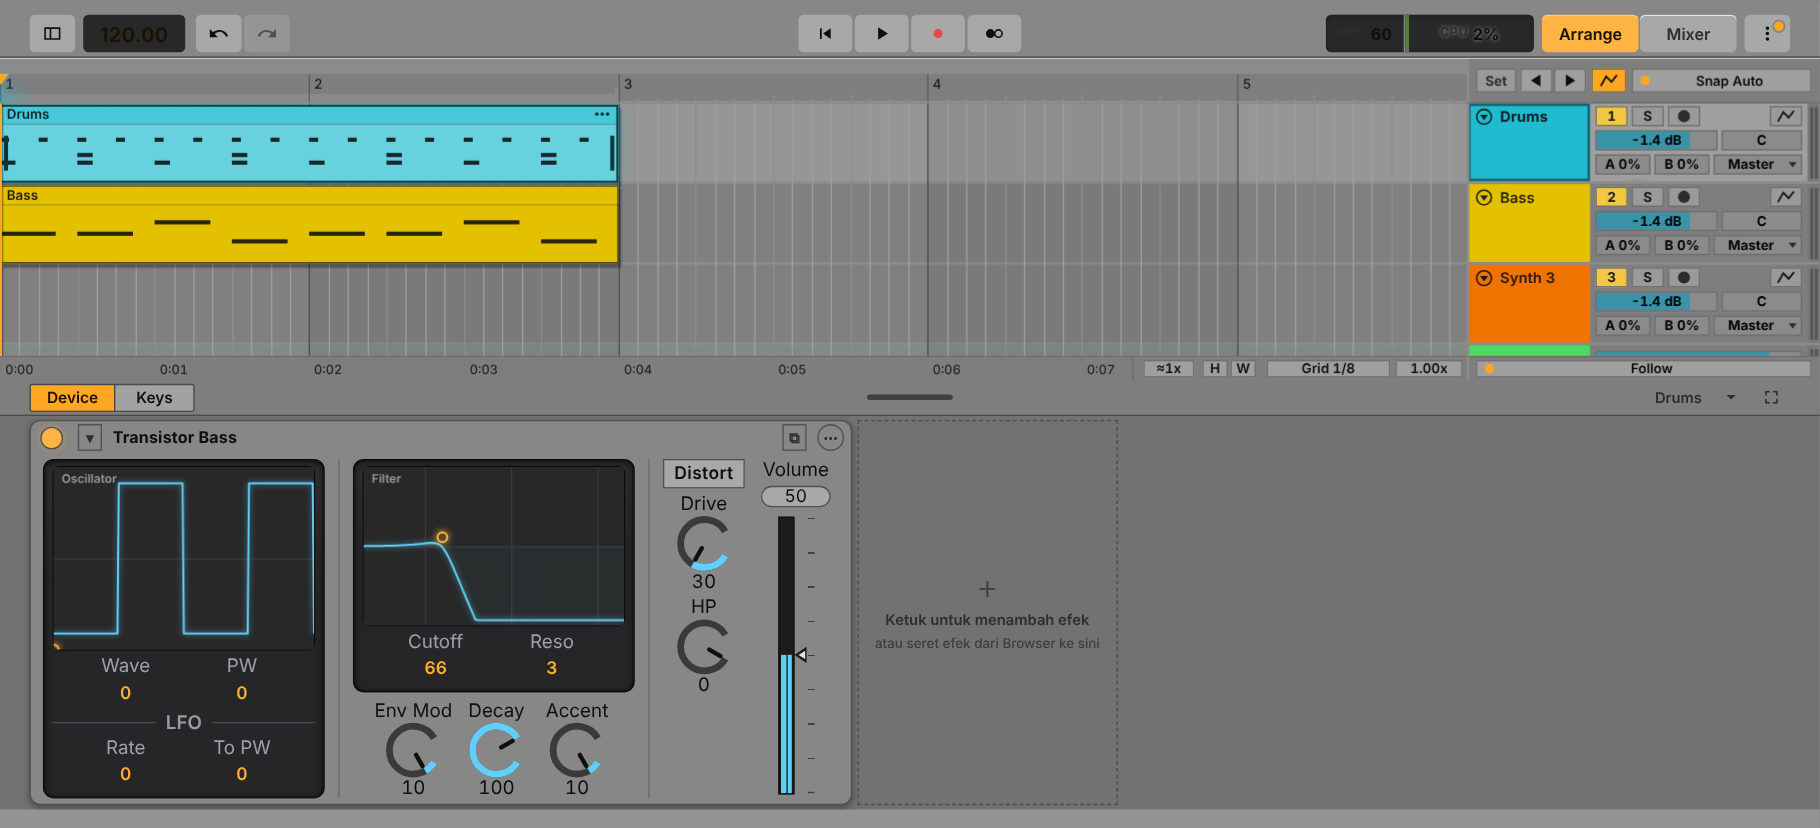 120.00
FPS 60
CPU 2%
Arrange
Mixer
1 2 3 4 5
Set
Snap Auto
Drums
Drums
1 S
-1.4 dB C
A 0% B 0% Master
Bass
Bass
2 S
-1.4 dB C
A 0% B 0% Master
Synth 3
3 S
-1.4 dB C
A 0% B 0% Master
0:00 0:01 0:02 0:03 0:04 0:05 0:06 0:07
≈1x H W Grid 1/8 1.00x
Follow
Device Keys
Drums
Transistor Bass
Oscillator
Wave PW
0 0
LFO
Rate To PW
0 0
Filter
Cutoff Reso
66 3
Env Mod Decay Accent
10 100 10
Distort
Drive
30
HP
0
Volume
50
Ketuk untuk menambah efek
atau seret efek dari Browser ke sini